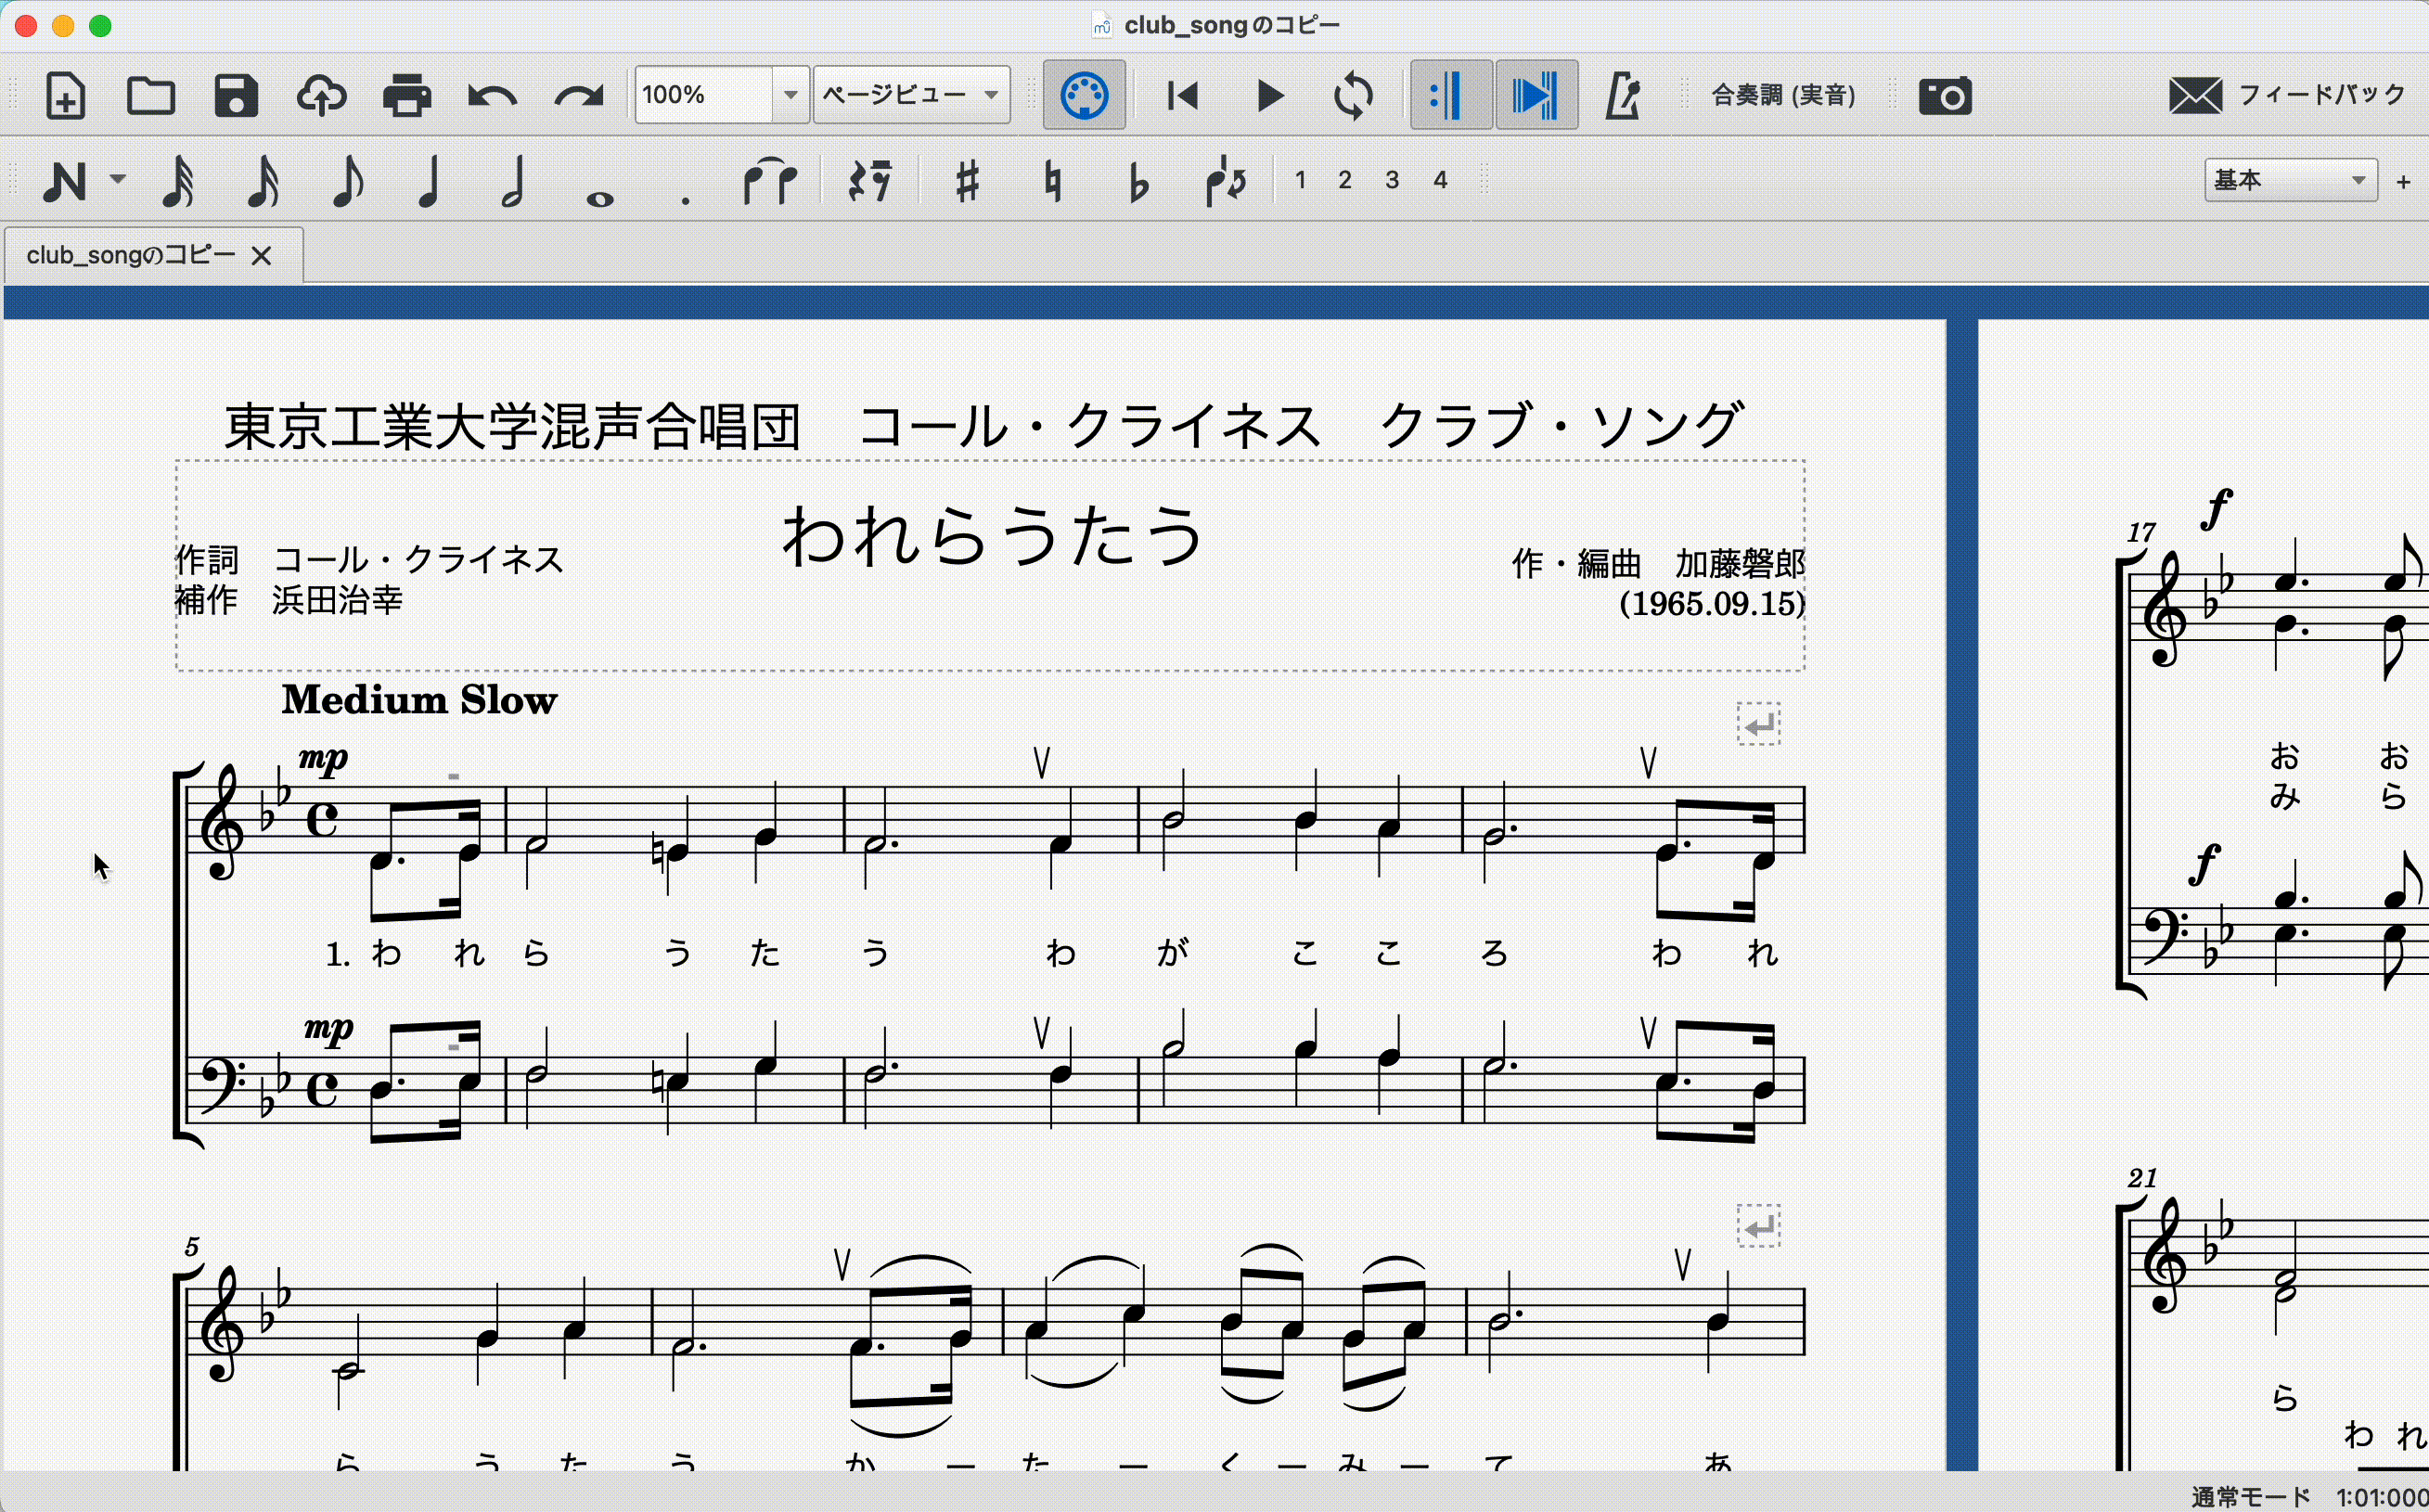 club_songのコピー
100%
ページビュー
合奏調 (実音)
フィードバック
1 2 3 4
基本
+
club_songのコピー
東京工業大学混声合唱団　コール・クライネス　クラブ・ソング
われらうたう
作詞　コール・クライネス
補作　浜田治幸
作・編曲　加藤磐郎
(1965.09.15)
Medium Slow
mp
1. わ れ ら う た う わ が こ こ ろ わ れ
mp
5
ら う た う か ー た ー く ー み ー て あ
17
f
お お
み ら
f
21
ら
わ れ
通常モード 1:01:000